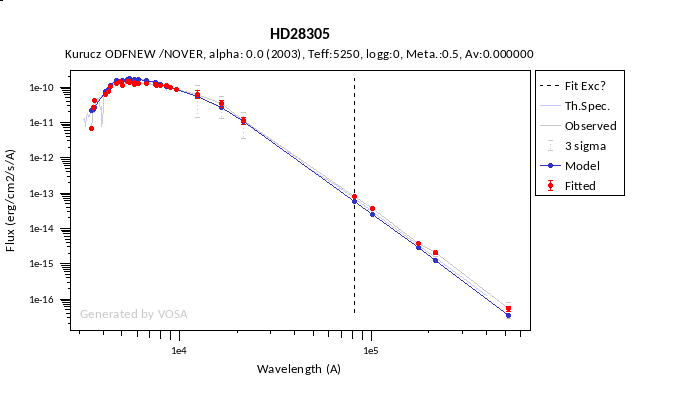 HD28305
Kurucz ODFNEW /NOVER, alpha: 0.0 (2003), Teff:5250, logg:0, Meta.:0.5, Av:0.000000
Flux (erg/cm2/s/A)
1e-10
1e-11
1e-12
1e-13
1e-14
1e-15
1e-16
Generated by VOSA
1e4
1e5
Wavelength (A)
Fit Exc?
Th.Spec.
Observed
3 sigma
Model
Fitted